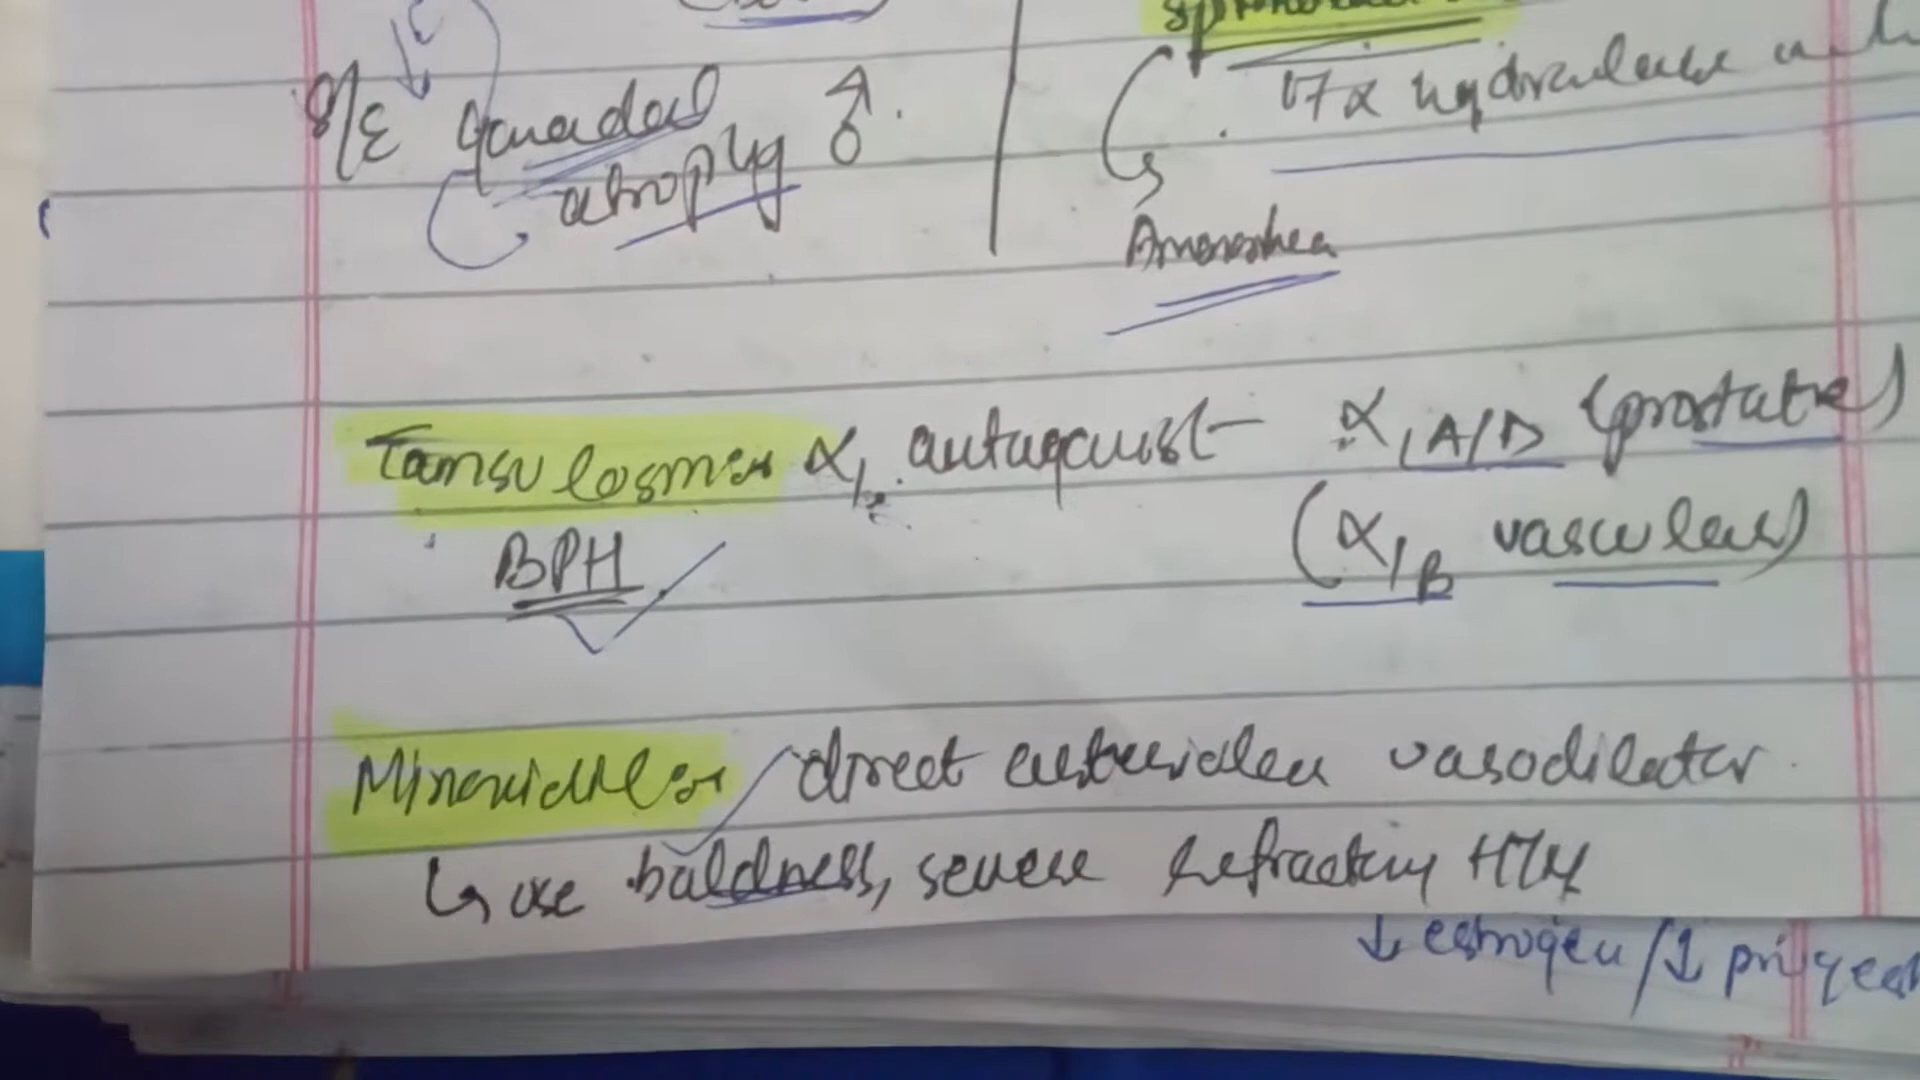 S/E gonadal
atrophy ♂.
17α hydroxylase
Amenorrhea
Tamsulosin α1 antagonist - α1A/D (prostate)
BPH
(α1B vascular)
Minoxidil direct arteriolar vasodilator
↳ use baldness, severe refractory HTN
↓ estrogen/↓